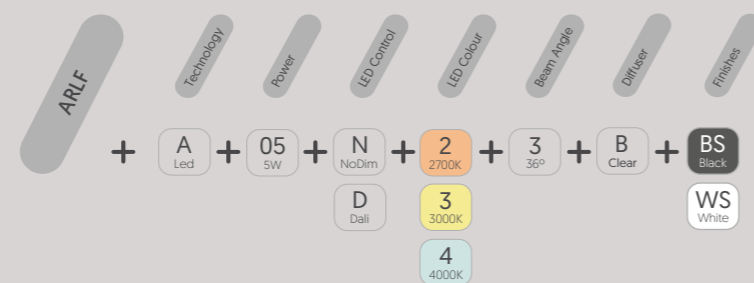 ARLF
Technology
Power
LED Control
LED Colour
Beam Angle
Diffuser
Finishes
+ A + 05 + N + 2 + 3 + B + BS
Led 5W NoDim 2700K 36º Clear Black
D 3 WS
Dali 3000K White
4
4000K